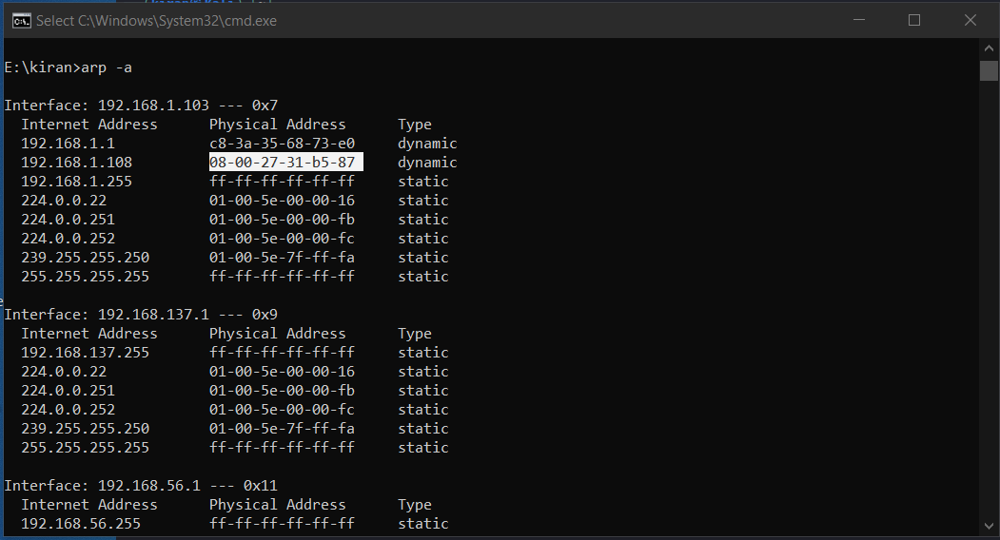 Select C:\Windows\System32\cmd.exe
E:\kiran>arp -a
Interface: 192.168.1.103 --- 0x7
Internet Address Physical Address Type
192.168.1.1 c8-3a-35-68-73-e0 dynamic
192.168.1.108 08-00-27-31-b5-87 dynamic
192.168.1.255 ff-ff-ff-ff-ff-ff static
224.0.0.22 01-00-5e-00-00-16 static
224.0.0.251 01-00-5e-00-00-fb static
224.0.0.252 01-00-5e-00-00-fc static
239.255.255.250 01-00-5e-7f-ff-fa static
255.255.255.255 ff-ff-ff-ff-ff-ff static
Interface: 192.168.137.1 --- 0x9
Internet Address Physical Address Type
192.168.137.255 ff-ff-ff-ff-ff-ff static
224.0.0.22 01-00-5e-00-00-16 static
224.0.0.251 01-00-5e-00-00-fb static
224.0.0.252 01-00-5e-00-00-fc static
239.255.255.250 01-00-5e-7f-ff-fa static
255.255.255.255 ff-ff-ff-ff-ff-ff static
Interface: 192.168.56.1 --- 0x11
Internet Address Physical Address Type
192.168.56.255 ff-ff-ff-ff-ff-ff static